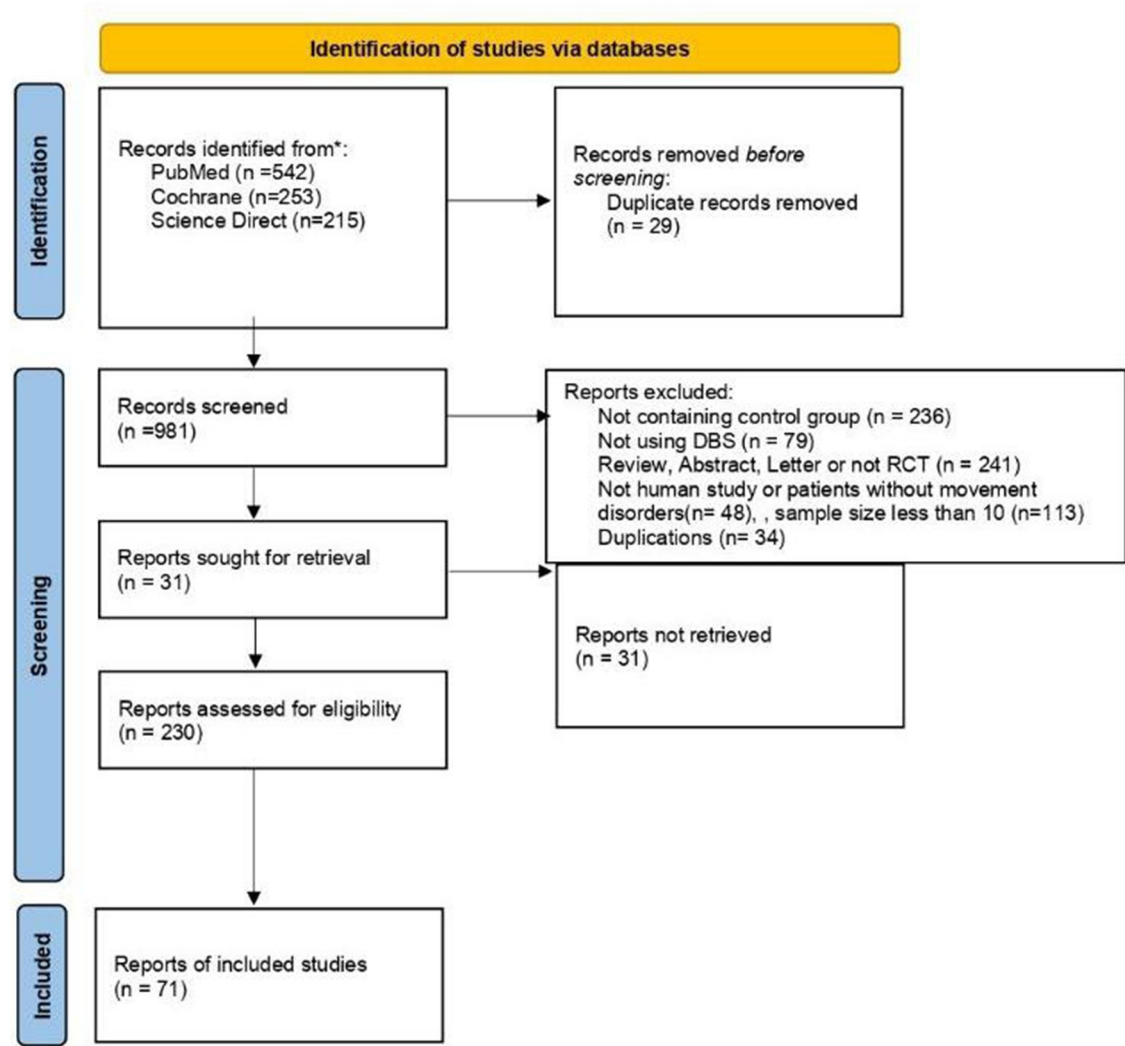 Identification of studies via databases
Identification
Records identified from*:
PubMed (n =542)
Cochrane (n=253)
Science Direct (n=215)
Records removed before
screening:
Duplicate records removed
(n = 29)
Screening
Records screened
(n =981)
Reports excluded:
Not containing control group (n = 236)
Not using DBS (n = 79)
Review, Abstract, Letter or not RCT (n = 241)
Not human study or patients without movement
disorders(n= 48), , sample size less than 10 (n=113)
Duplications (n= 34)
Reports sought for retrieval
(n = 31)
Reports not retrieved
(n = 31)
Reports assessed for eligibility
(n = 230)
Included
Reports of included studies
(n = 71)